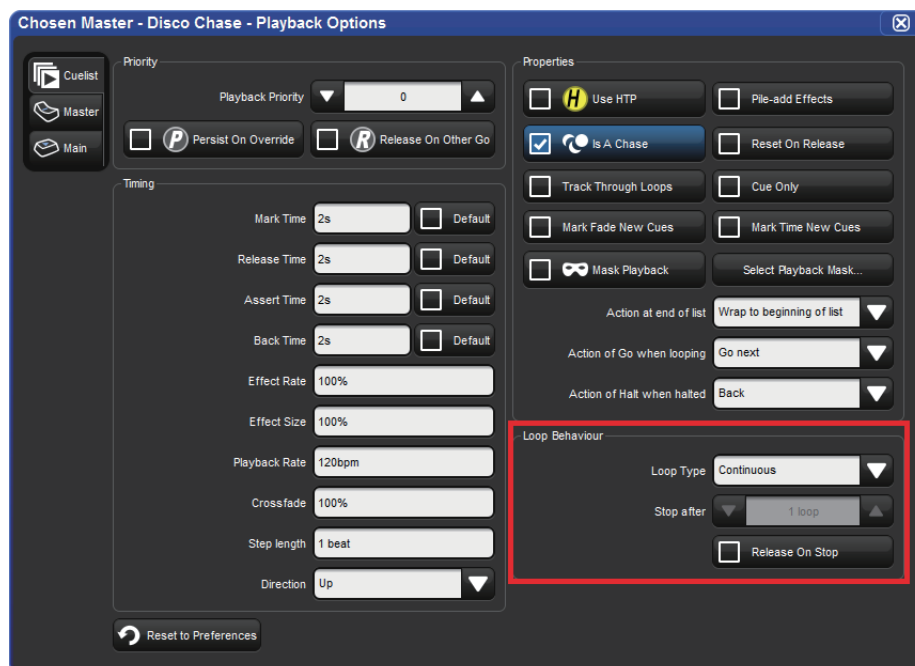 Chosen Master - Disco Chase - Playback Options
Cuelist
Master
Main
Priority
Playback Priority 0
P Persist On Override R Release On Other Go
Timing
Mark Time 2s Default
Release Time 2s Default
Assert Time 2s Default
Back Time 2s Default
Effect Rate 100%
Effect Size 100%
Playback Rate 120bpm
Crossfade 100%
Step length 1 beat
Direction Up
Reset to Preferences
Properties
H Use HTP Pile-add Effects
Is A Chase Reset On Release
Track Through Loops Cue Only
Mark Fade New Cues Mark Time New Cues
Mask Playback Select Playback Mask...
Action at end of list Wrap to beginning of list
Action of Go when looping Go next
Action of Halt when halted Back
Loop Behaviour
Loop Type Continuous
Stop after 1 loop
Release On Stop